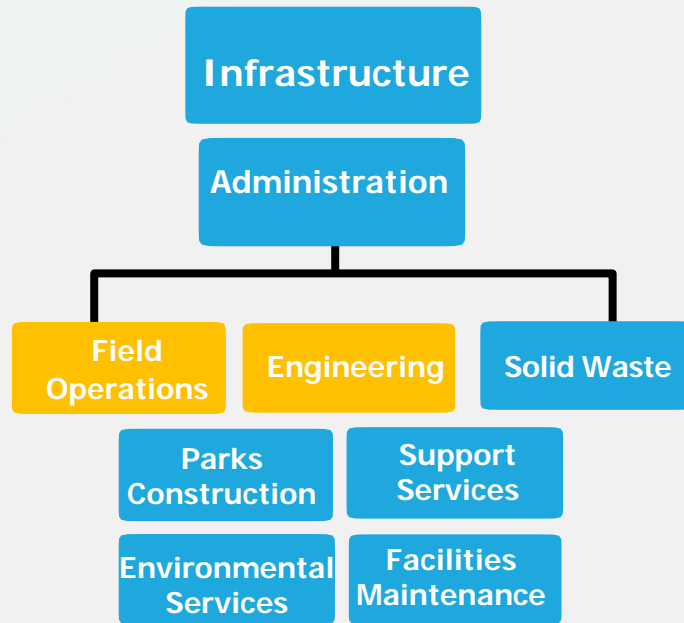 Infrastructure
Administration
Field
Operations
Engineering
Solid Waste
Parks
Construction
Support
Services
Environmental
Services
Facilities
Maintenance